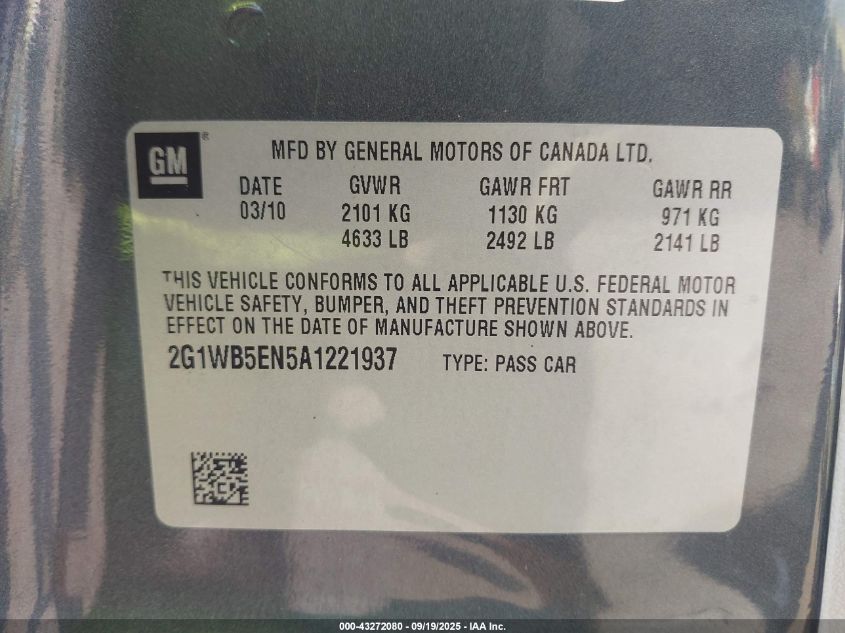 GM
MFD BY GENERAL MOTORS OF CANADA LTD.
DATE GVWR GAWR FRT GAWR RR
03/10 2101 KG 1130 KG 971 KG
4633 LB 2492 LB 2141 LB
THIS VEHICLE CONFORMS TO ALL APPLICABLE U.S. FEDERAL MOTOR
VEHICLE SAFETY, BUMPER, AND THEFT PREVENTION STANDARDS IN
EFFECT ON THE DATE OF MANUFACTURE SHOWN ABOVE.
2G1WB5EN5A1221937 TYPE: PASS CAR
000-43272080 - 09/19/2025 - IAA Inc.